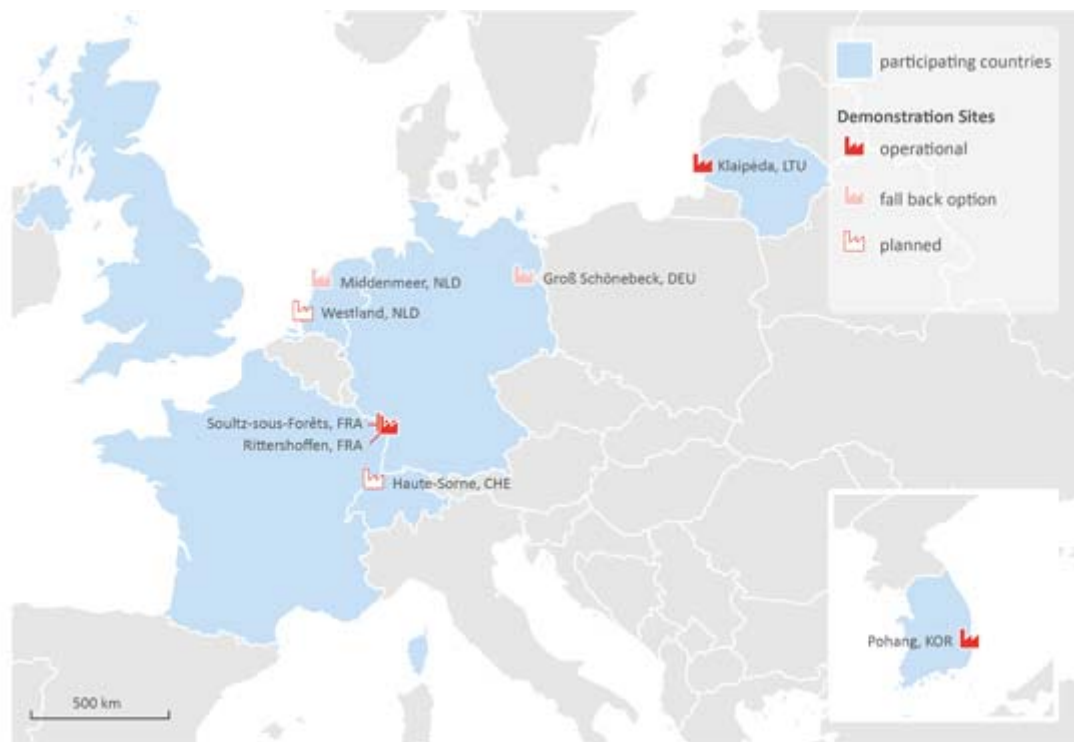 participating countries
Demonstration Sites
operational
fall back option
planned
Klaipėda, LTU
Middenmeer, NLD
Groß Schönebeck, DEU
Westland, NLD
Soultz-sous-Forêts, FRA
Rittershoffen, FRA
Haute-Sorne, CHE
Pohang, KOR
500 km